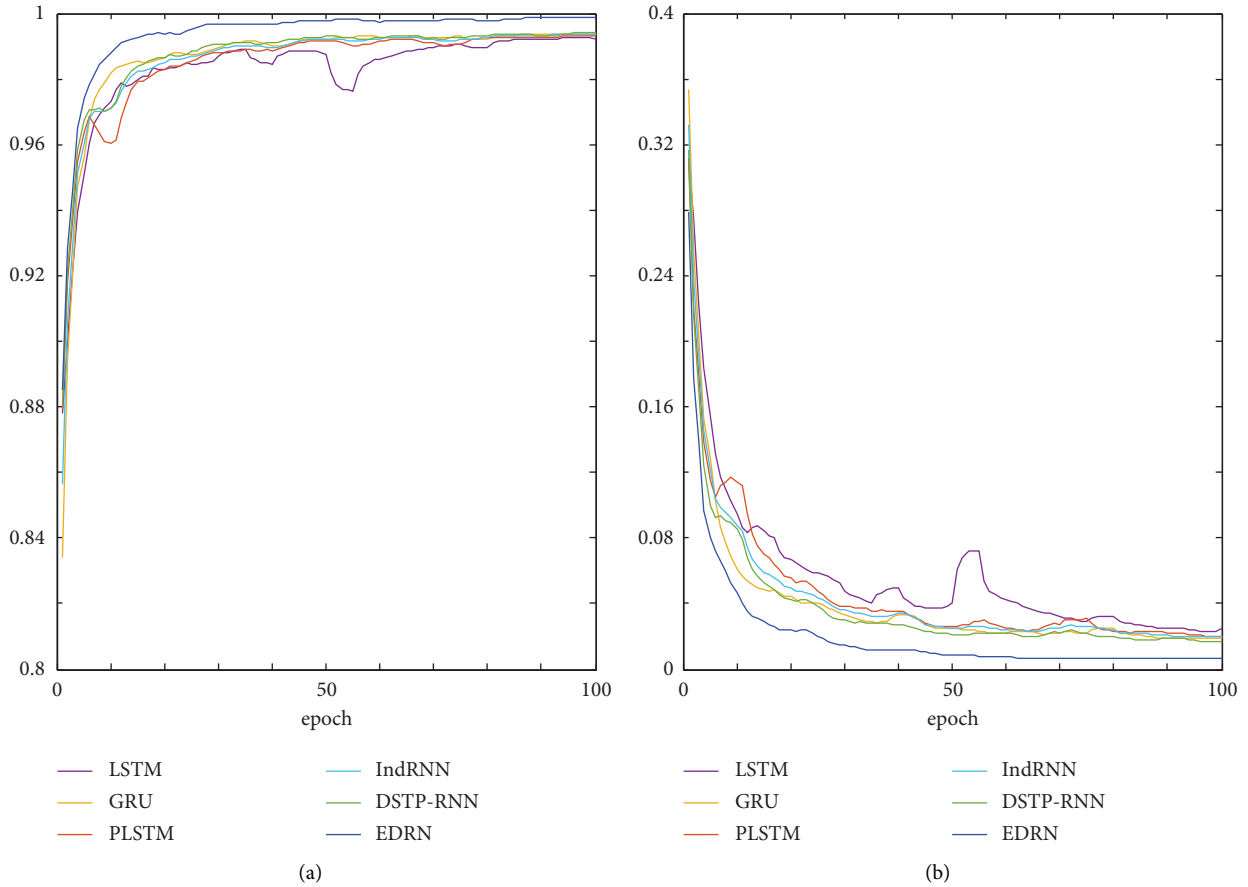 1
0.96
0.92
0.88
0.84
0.8
0 50 100
epoch
LSTM IndRNN
GRU DSTP-RNN
PLSTM EDRN
(a)
0.4
0.32
0.24
0.16
0.08
0
0 50 100
epoch
LSTM IndRNN
GRU DSTP-RNN
PLSTM EDRN
(b)